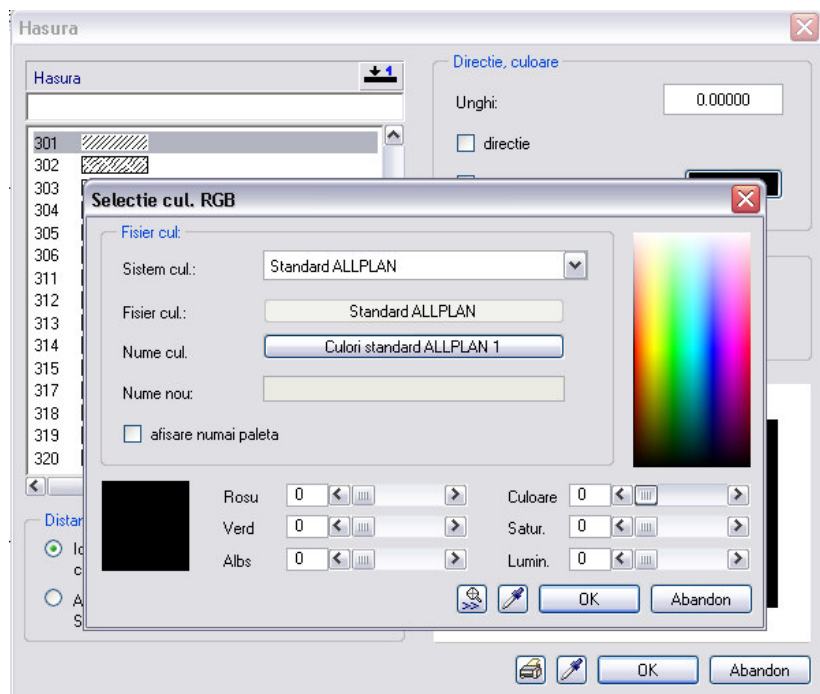 Hasura
Hasura
1
301
302
303
304
305
306
311
312
313
314
315
317
318
319
320
Directie, culoare
Unghi:
0.00000
directie
Selectie cul. RGB
Fisier cul:
Sistem cul.:
Standard ALLPLAN
Fisier cul.:
Standard ALLPLAN
Nume cul.
Culori standard ALLPLAN 1
Nume nou:
afisare numai paleta
Rosu 0
Verd 0
Albs 0
Culoare 0
Satur. 0
Lumin. 0
OK
Abandon
OK
Abandon